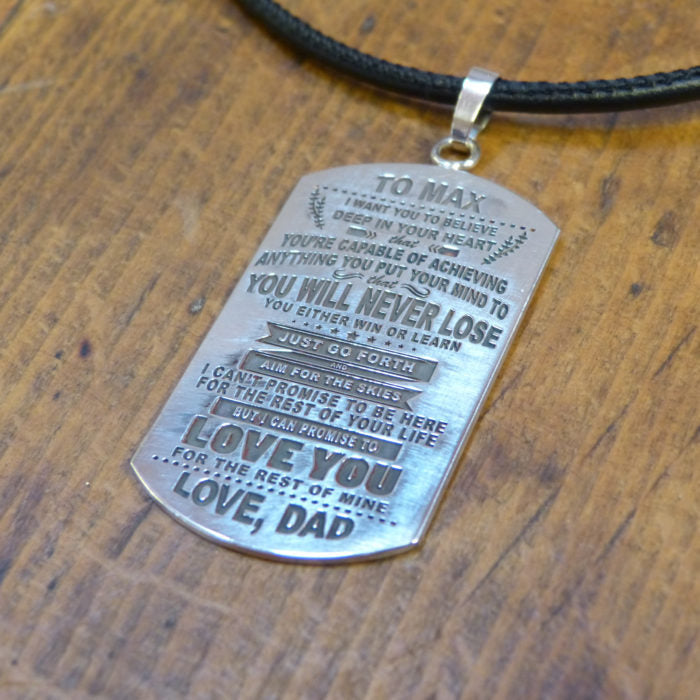 TO MAX
I WANT YOU TO BELIEVE
DEEP IN YOUR HEART
that
YOU'RE CAPABLE OF ACHIEVING
ANYTHING YOU PUT YOUR MIND TO
that
YOU WILL NEVER LOSE
YOU EITHER WIN OR LEARN
JUST GO FORTH
AND
AIM FOR THE SKIES
I CAN'T PROMISE TO BE HERE
FOR THE REST OF YOUR LIFE
BUT I CAN PROMISE TO
LOVE YOU
FOR THE REST OF MINE
LOVE, DAD